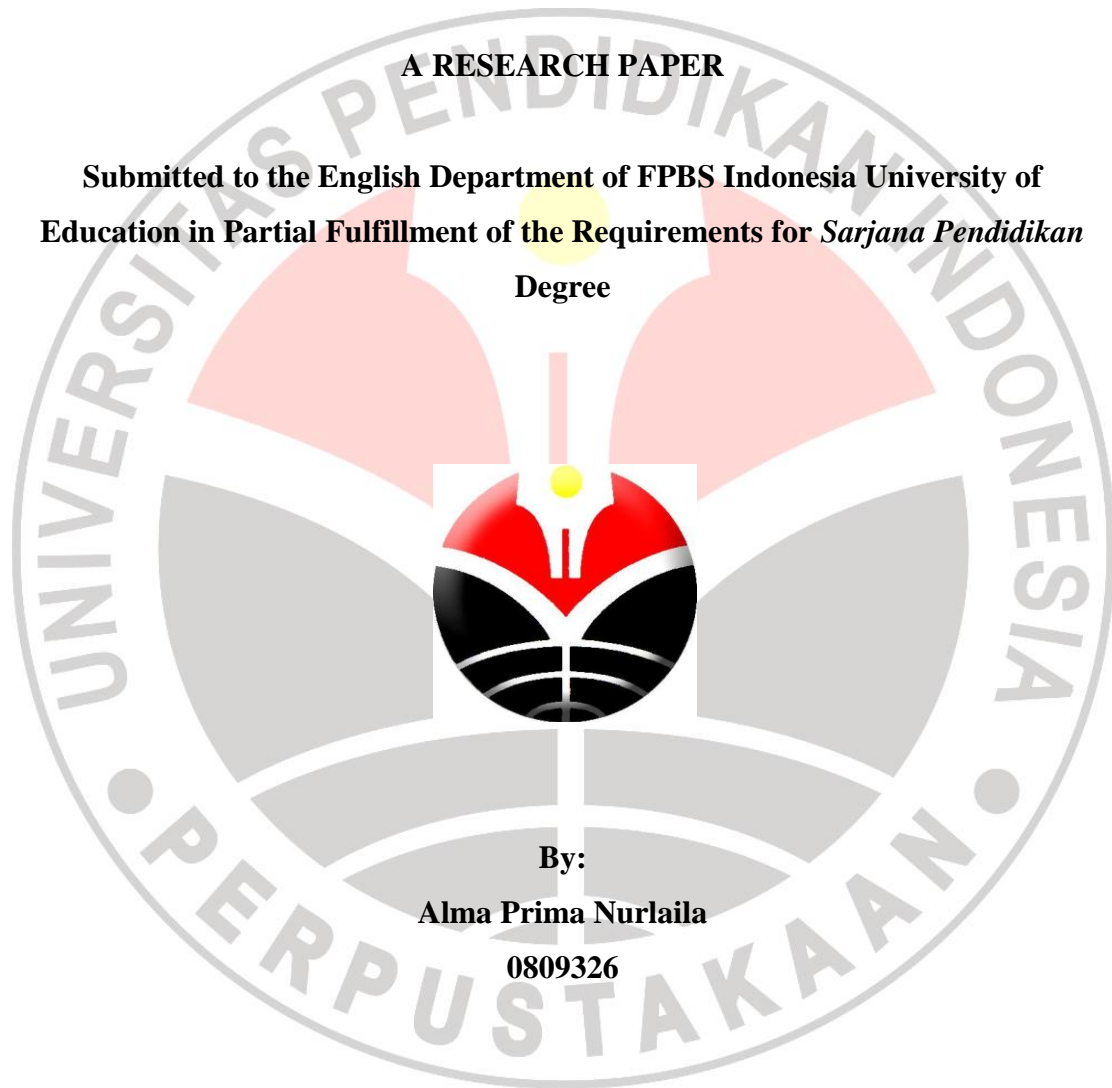 A RESEARCH PAPER
Submitted to the English Department of FPBS Indonesia University of
Education in Partial Fulfillment of the Requirements for Sarjana Pendidikan
Degree
UNIVERSITAS PENDIDIKAN INDONESIA
By:
Alma Prima Nurlaila
0809326
PERPUSTAKAAN